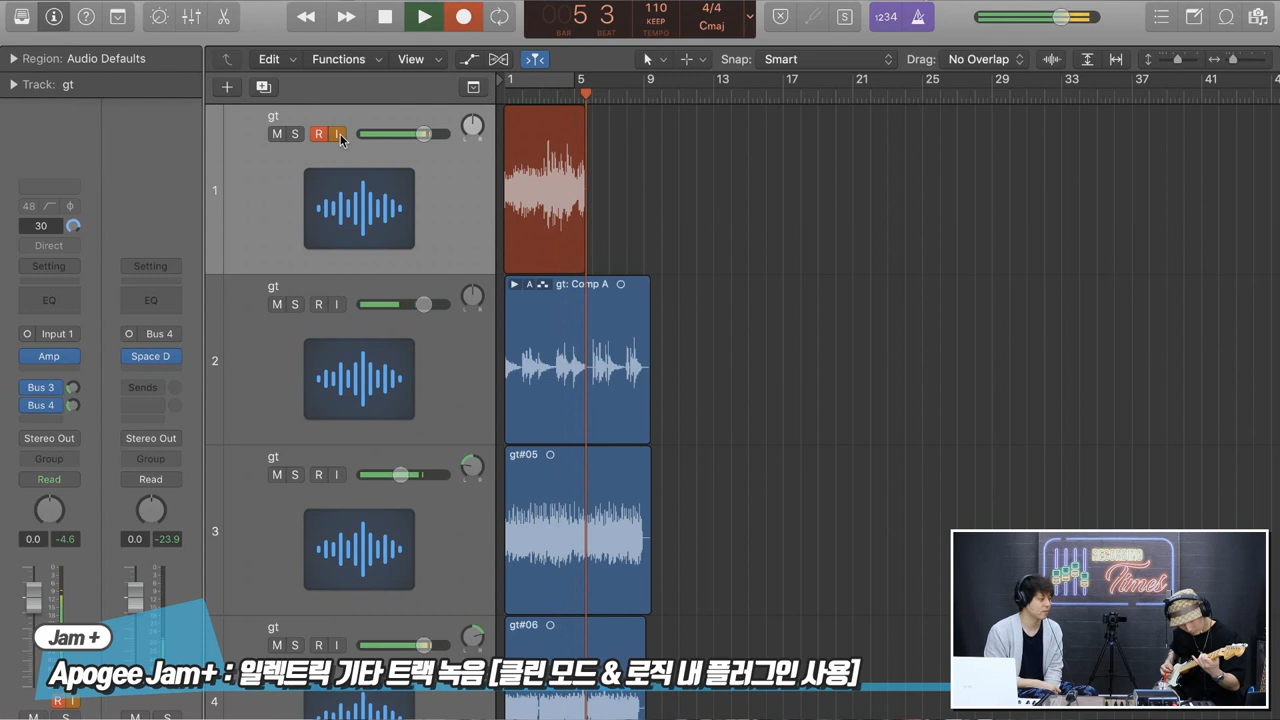 5 3
BAR BEAT
110
KEEP
TEMPO
4/4
Cmaj
S
1234
Region: Audio Defaults
Edit
Functions
View
Snap: Smart
Drag: No Overlap
Track: gt
1 5 9 13 17 21 25 29 33 37 41
gt
M S R I
L R
1
48
30
Direct
Setting
Setting
EQ
EQ
Input 1
Bus 4
Amp
Space D
Bus 3
Sends
Bus 4
Stereo Out
Stereo Out
Group
Group
Read
Read
0.0 -4.6
0.0 -23.9
gt
M S R I
2
A gt: Comp A
gt
M S R I
3
gt#05
gt
M S R I
4
gt#06
RECORDING
Times
Jam +
Apogee Jam+ : 일렉트릭 기타 트랙 녹음 [클린 모드 & 로직 내 플러그인 사용]
M S
R I